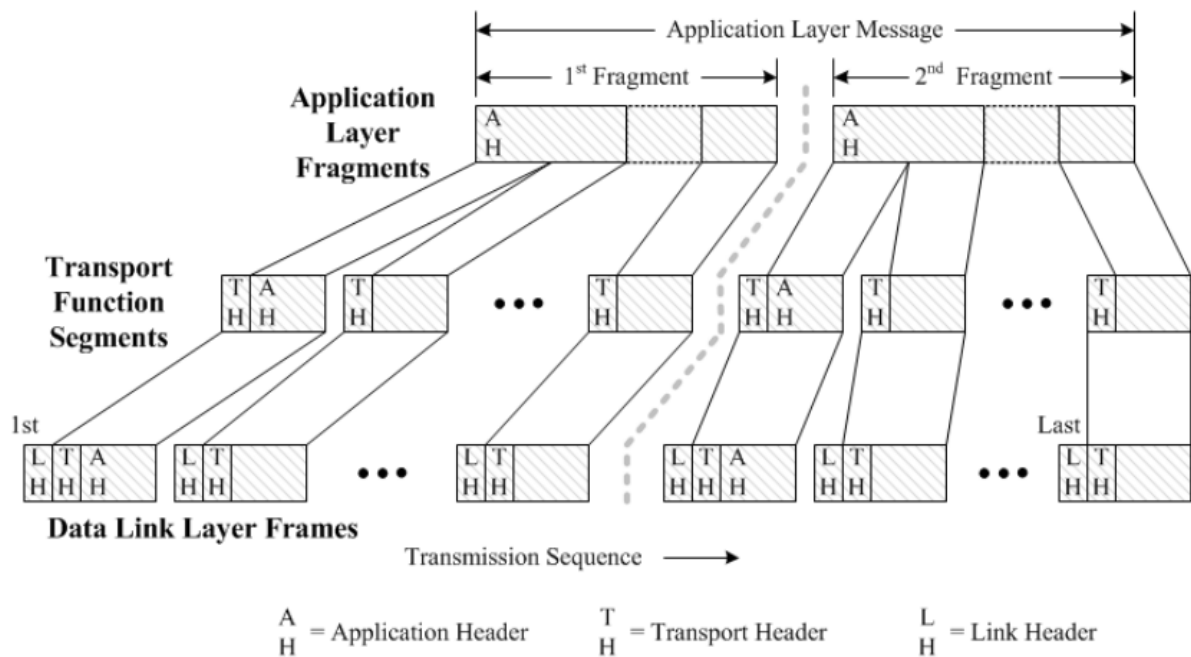 Application Layer Message
1st Fragment
2nd Fragment
Application
Layer
Fragments
A
H
A
H
Transport
Function
Segments
T A T T T A T T
H H H H H H H H
1st
Last
L T A L T L T L T A L T L T
H H H H H H H H H H H H H H
Data Link Layer Frames
Transmission Sequence
A
H = Application Header
T
H = Transport Header
L
H = Link Header